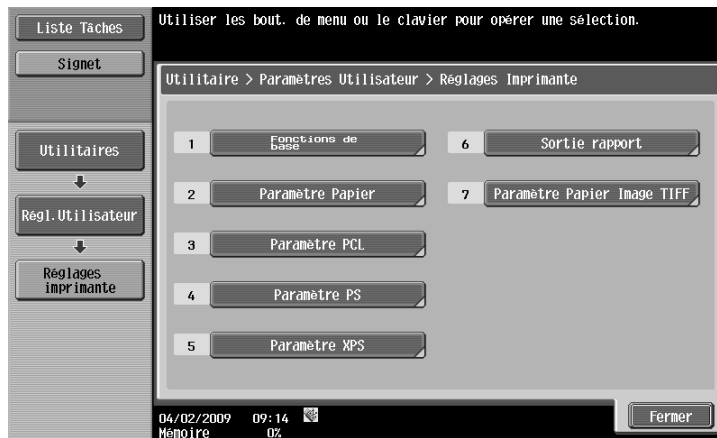 Liste Tâches
Utiliser les bout. de menu ou le clavier pour opérer une sélection.
Signet
Utilitaire > Paramètres Utilisateur > Réglages Imprimante
1 Fonctions de
base
6 Sortie rapport
Utilitaires
2 Paramètre Papier
7 Paramètre Papier Image TIFF
Régl.Utilisateur
3 Paramètre PCL
Réglages
imprimante
4 Paramètre PS
5 Paramètre XPS
04/02/2009 09:14
Mémoire 0%
Fermer